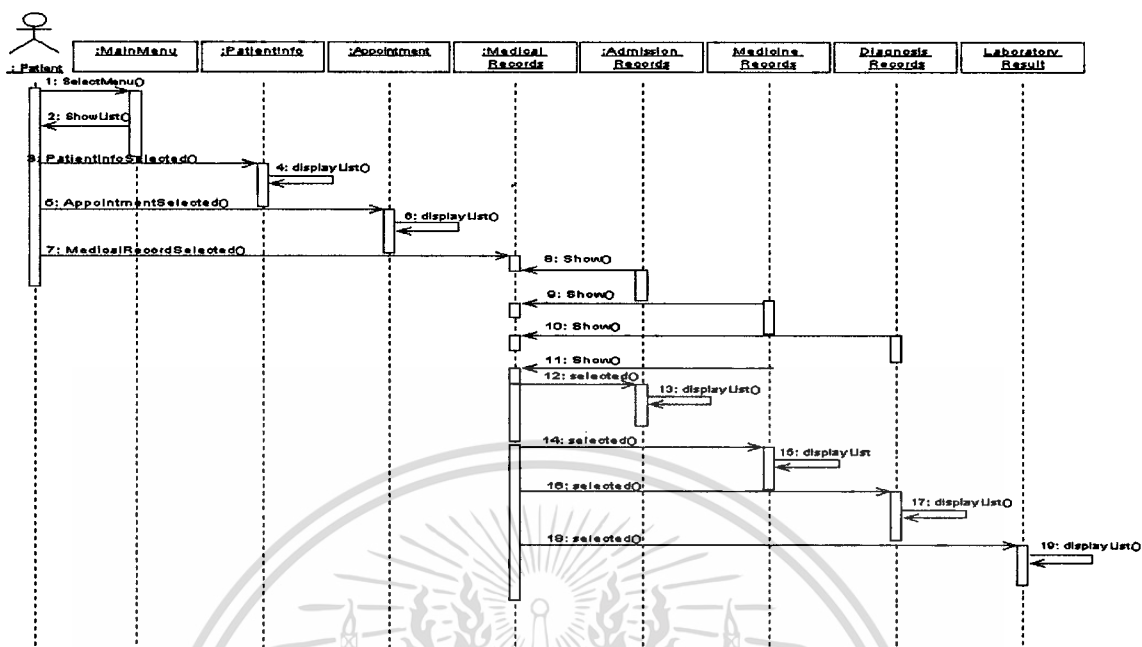 : Patient
:MainMenu
:PatientInfo
:Appointment
:Medical
Records
:Admission
Records
Medicine
Records
Diagnosis
Records
Laboratory
Result
1: SelectMenu()
2: ShowList()
3: PatientInfoSelected()
4: displayList()
5: AppointmentSelected()
6: displayList()
7: MedicalRecordSelected()
8: Show()
9: Show()
10: Show()
11: Show()
12: selected()
13: displayList()
14: selected()
15: displayList
16: selected()
17: displayList()
18: selected()
19: displayList()